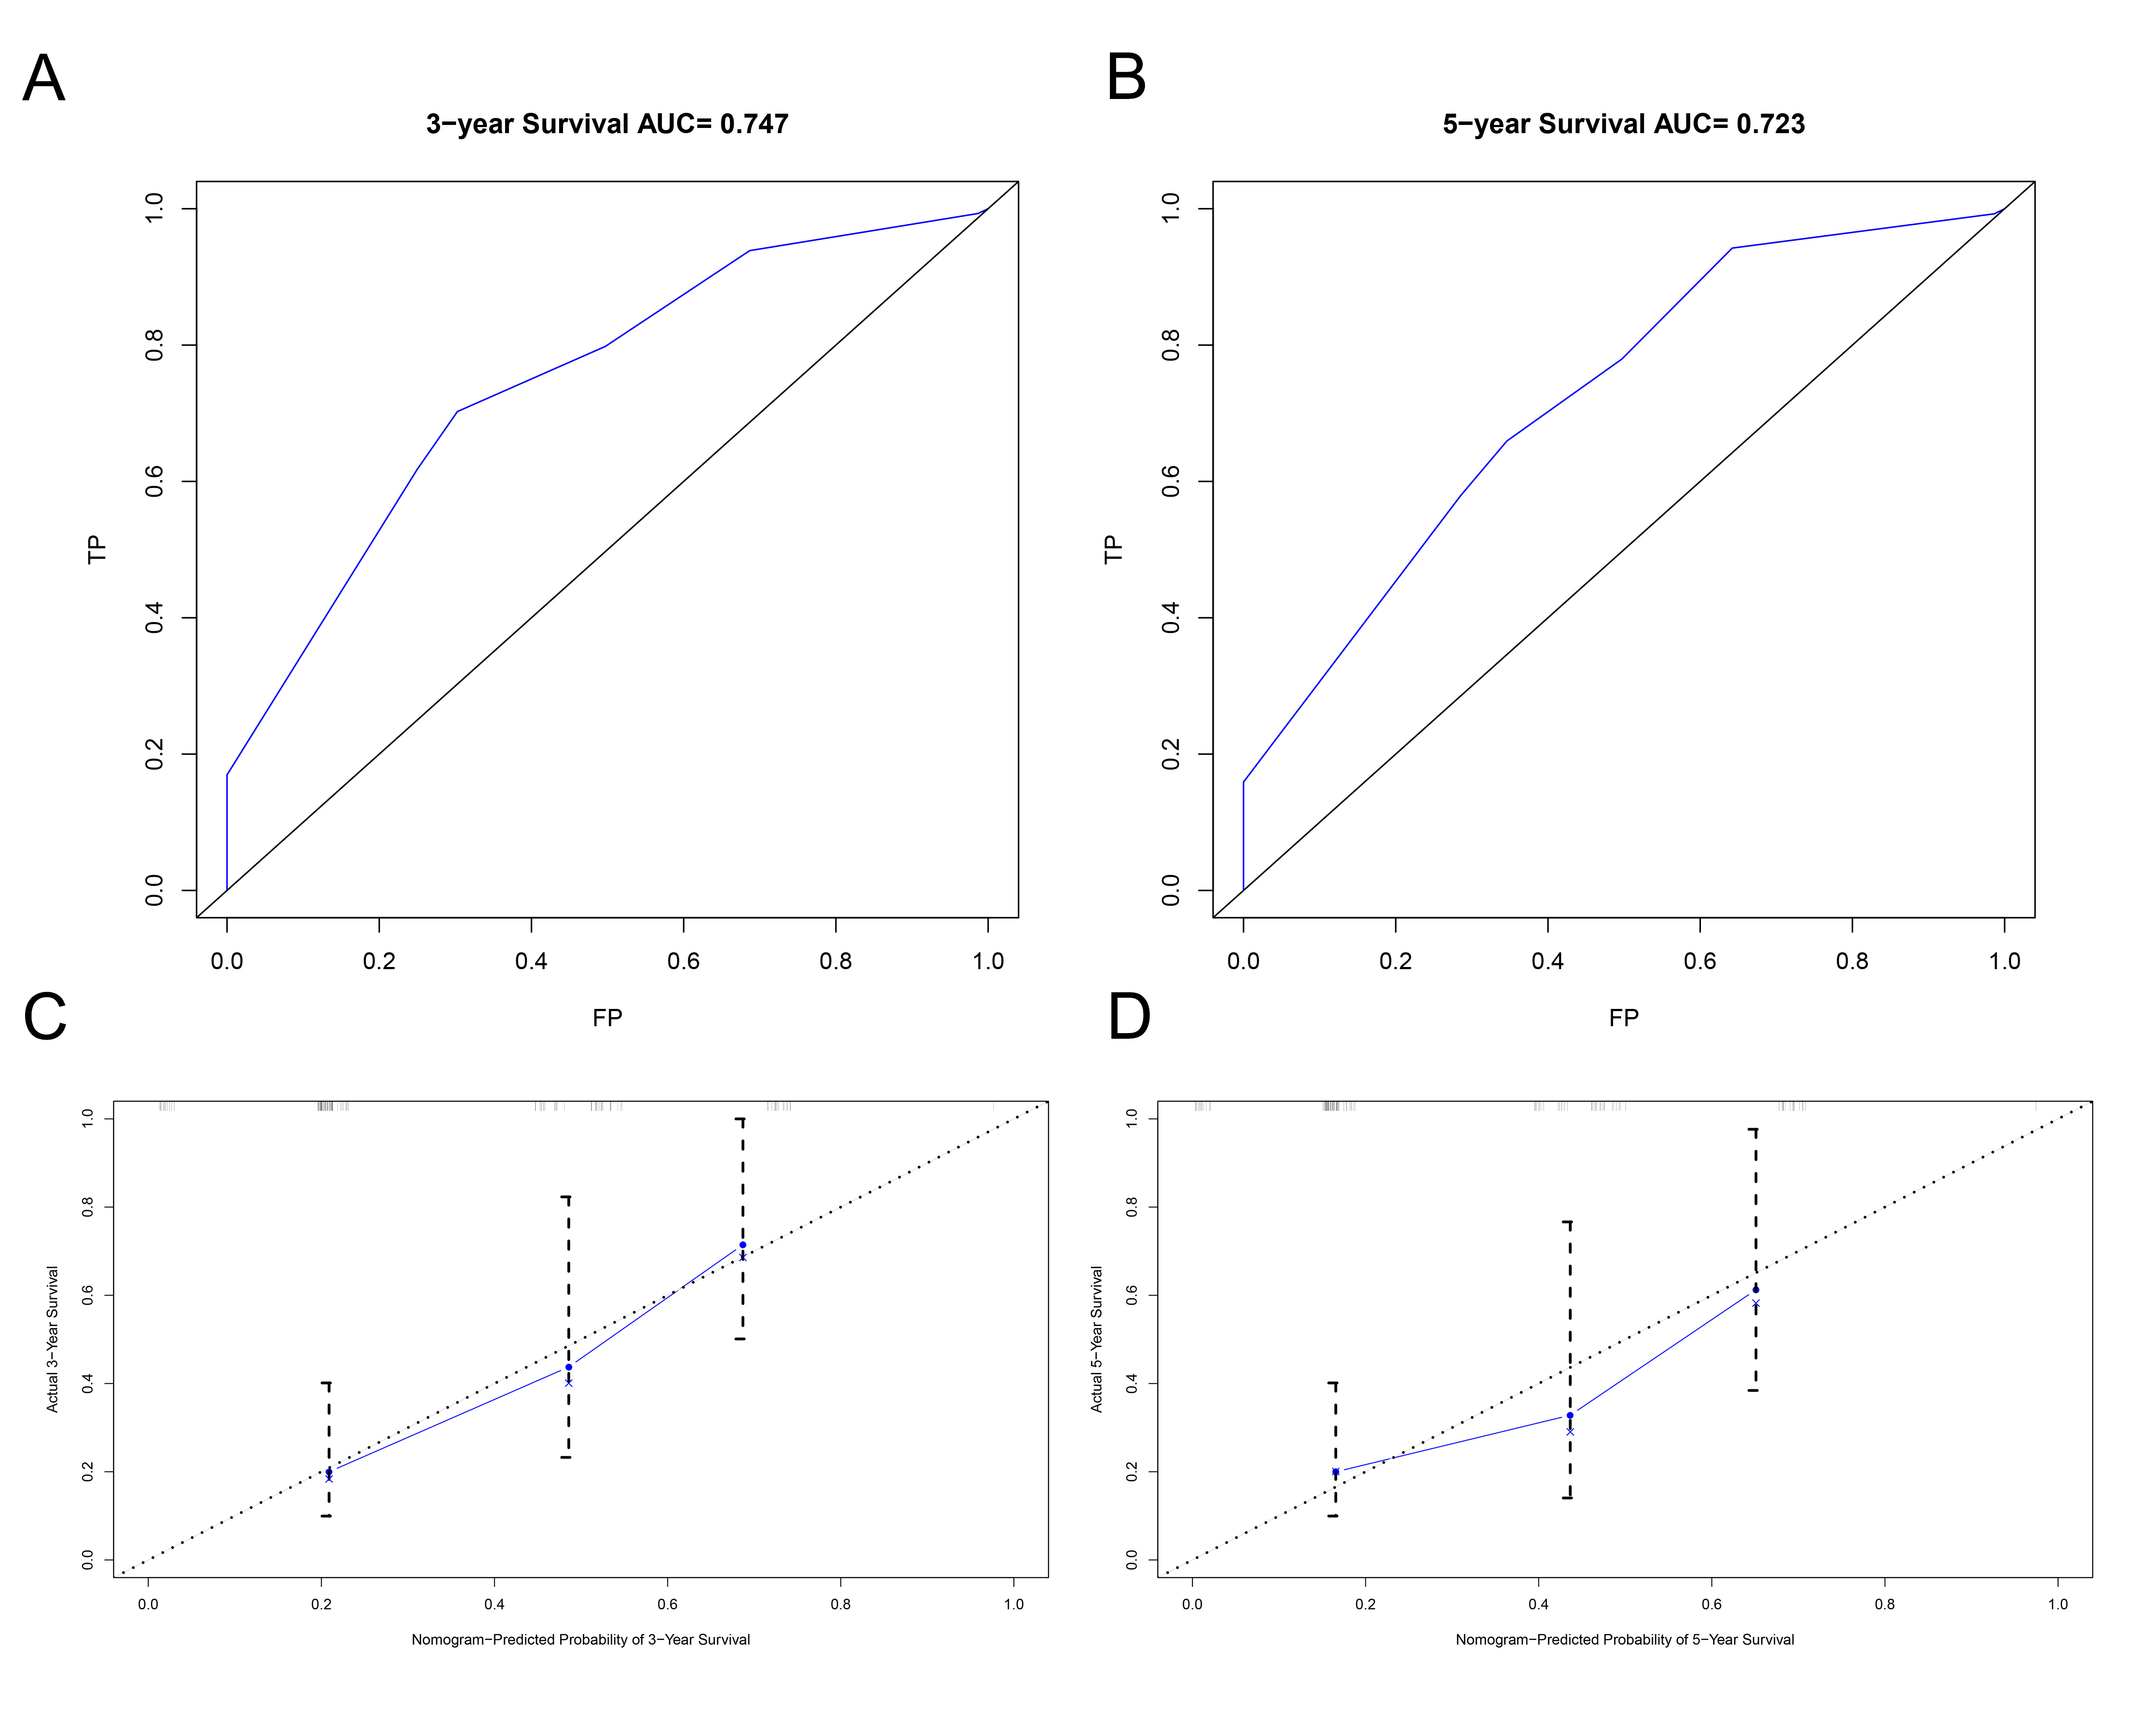 A
3−year Survival AUC= 0.747
TP
1.0
0.8
0.6
0.4
0.2
0.0
0.0 0.2 0.4 0.6 0.8 1.0
FP
B
5−year Survival AUC= 0.723
TP
1.0
0.8
0.6
0.4
0.2
0.0
0.0 0.2 0.4 0.6 0.8 1.0
FP
C
Actual 3−Year Survival
1.0
0.8
0.6
0.4
0.2
0.0
0.0 0.2 0.4 0.6 0.8 1.0
Nomogram−Predicted Probability of 3−Year Survival
D
Actual 5−Year Survival
1.0
0.8
0.6
0.4
0.2
0.0
0.0 0.2 0.4 0.6 0.8 1.0
Nomogram−Predicted Probability of 5−Year Survival